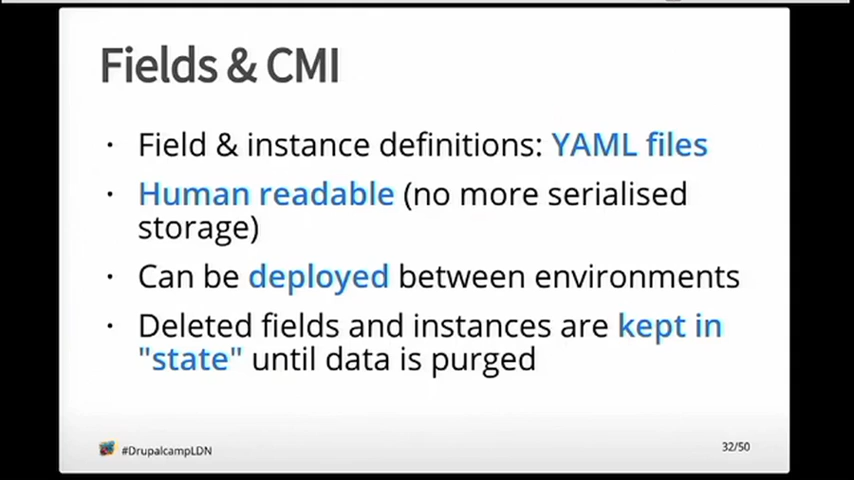 Fields & CMI
· Field & instance definitions: YAML files
· Human readable (no more serialised
storage)
· Can be deployed between environments
· Deleted fields and instances are kept in
"state" until data is purged
#DrupalcampLDN
32/50